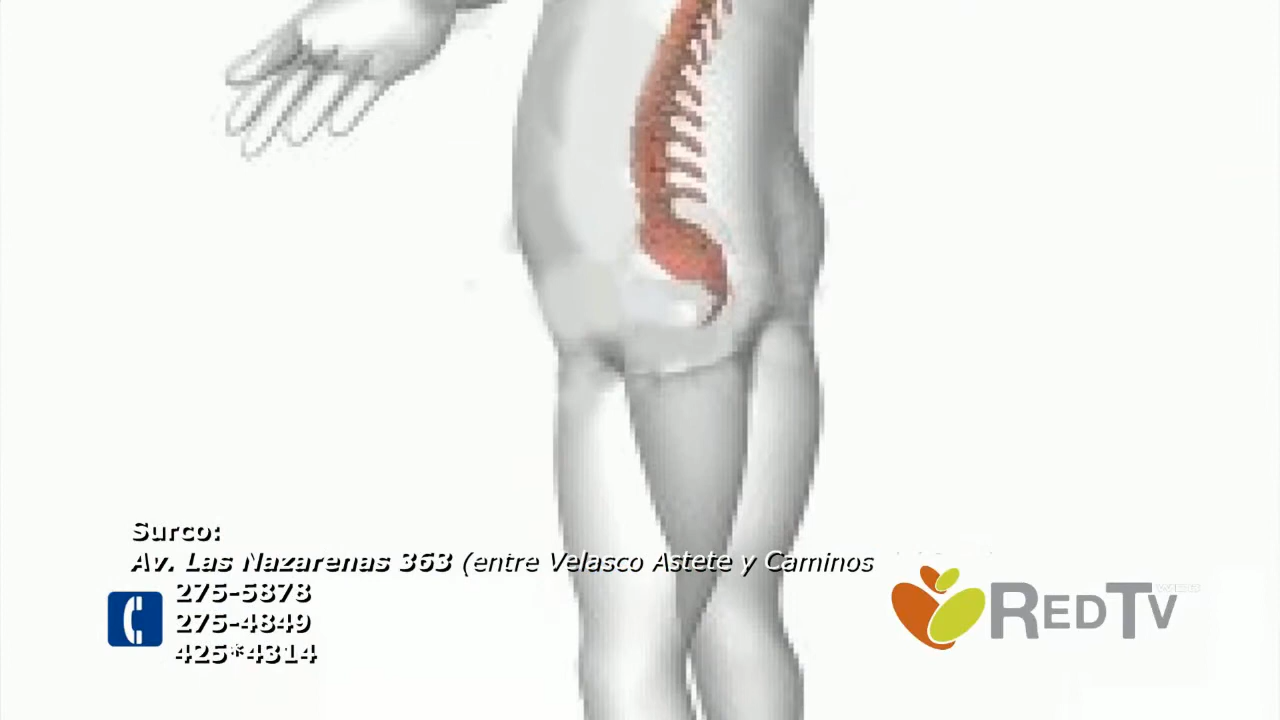 Surco:
Av. Las Nazarenas 363 (entre Velasco Astete y Caminos
275-5878
275-4849
425*4314
REDTV